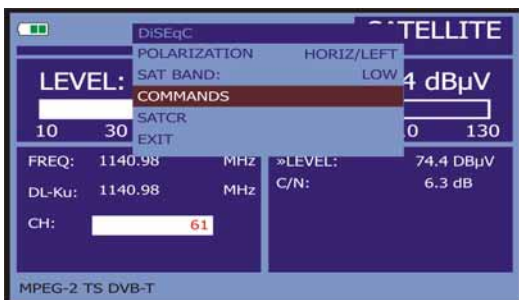 TELLITE
DiSEqC
POLARIZATION HORIZ/LEFT
SAT BAND: LOW
COMMANDS
SATCR
EXIT
LEVEL: 4 dBµV
10 30 0 130
FREQ: 1140.98 MHz
DL-Ku: 1140.98 MHz
CH: 61
»LEVEL: 74.4 DBµV
C/N: 6.3 dB
MPEG-2 TS DVB-T